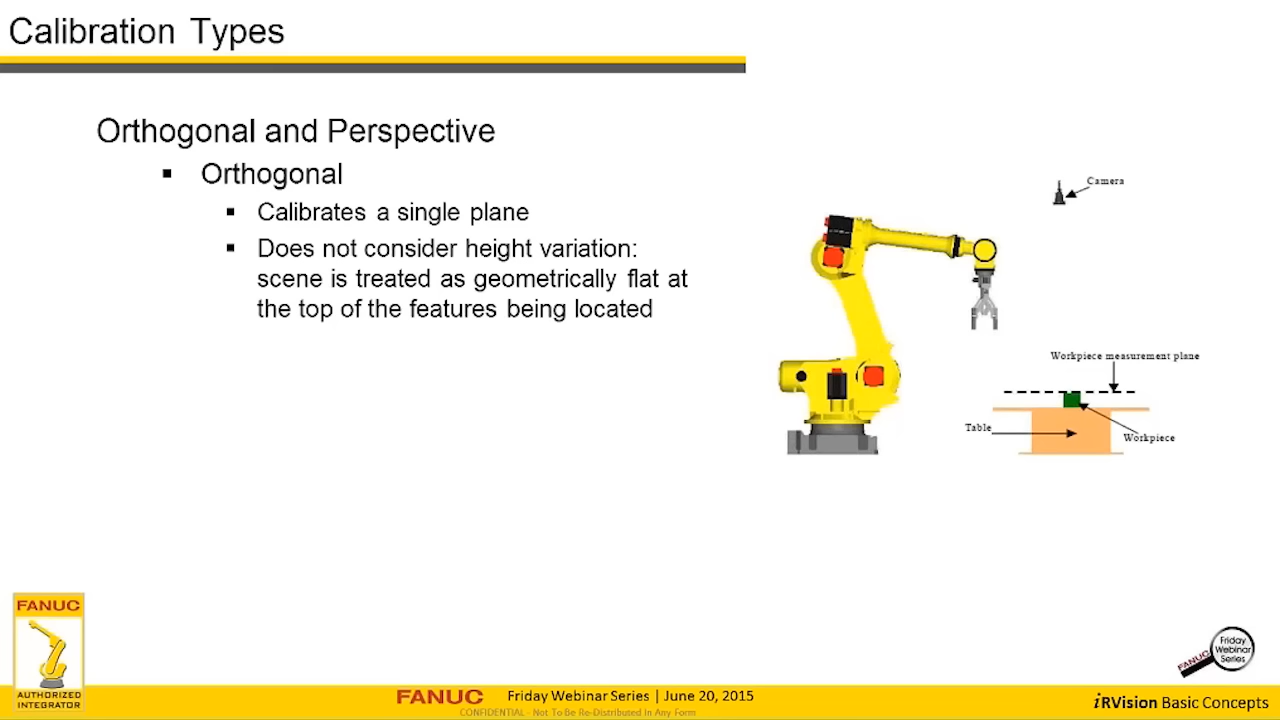 Calibration Types
Orthogonal and Perspective
Orthogonal
Calibrates a single plane
Does not consider height variation:
scene is treated as geometrically flat at
the top of the features being located
Camera
Workpiece measurement plane
Table
Workpiece
FANUC
AUTHORIZED
INTEGRATOR
FANUC
Friday
Webinar
Series
FANUC Friday Webinar Series | June 20, 2015
CONFIDENTIAL - Not To Be Re-Distributed In Any Form
iRVision Basic Concepts